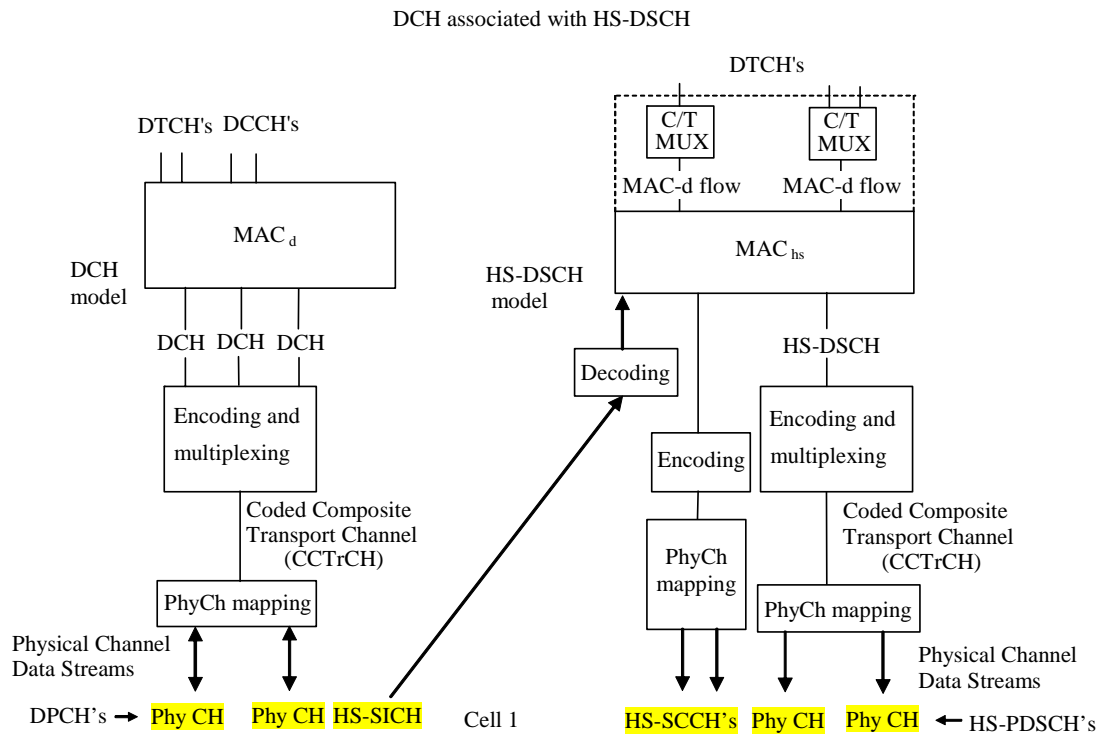 DCH associated with HS-DSCH
DTCH's
DCCH's
MAC d
DCH
model
DCH
DCH
DCH
Encoding and
multiplexing
Coded Composite
Transport Channel
(CCTrCH)
PhyCh mapping
Physical Channel
Data Streams
DPCH's
Phy CH
Phy CH
HS-SICH
Cell 1
DTCH's
C/T
MUX
C/T
MUX
MAC-d flow
MAC-d flow
MAC hs
HS-DSCH
model
Decoding
HS-DSCH
Encoding
Encoding and
multiplexing
PhyCh
mapping
Coded Composite
Transport Channel
(CCTrCH)
PhyCh mapping
Physical Channel
Data Streams
HS-SCCH's
Phy CH
Phy CH
HS-PDSCH's